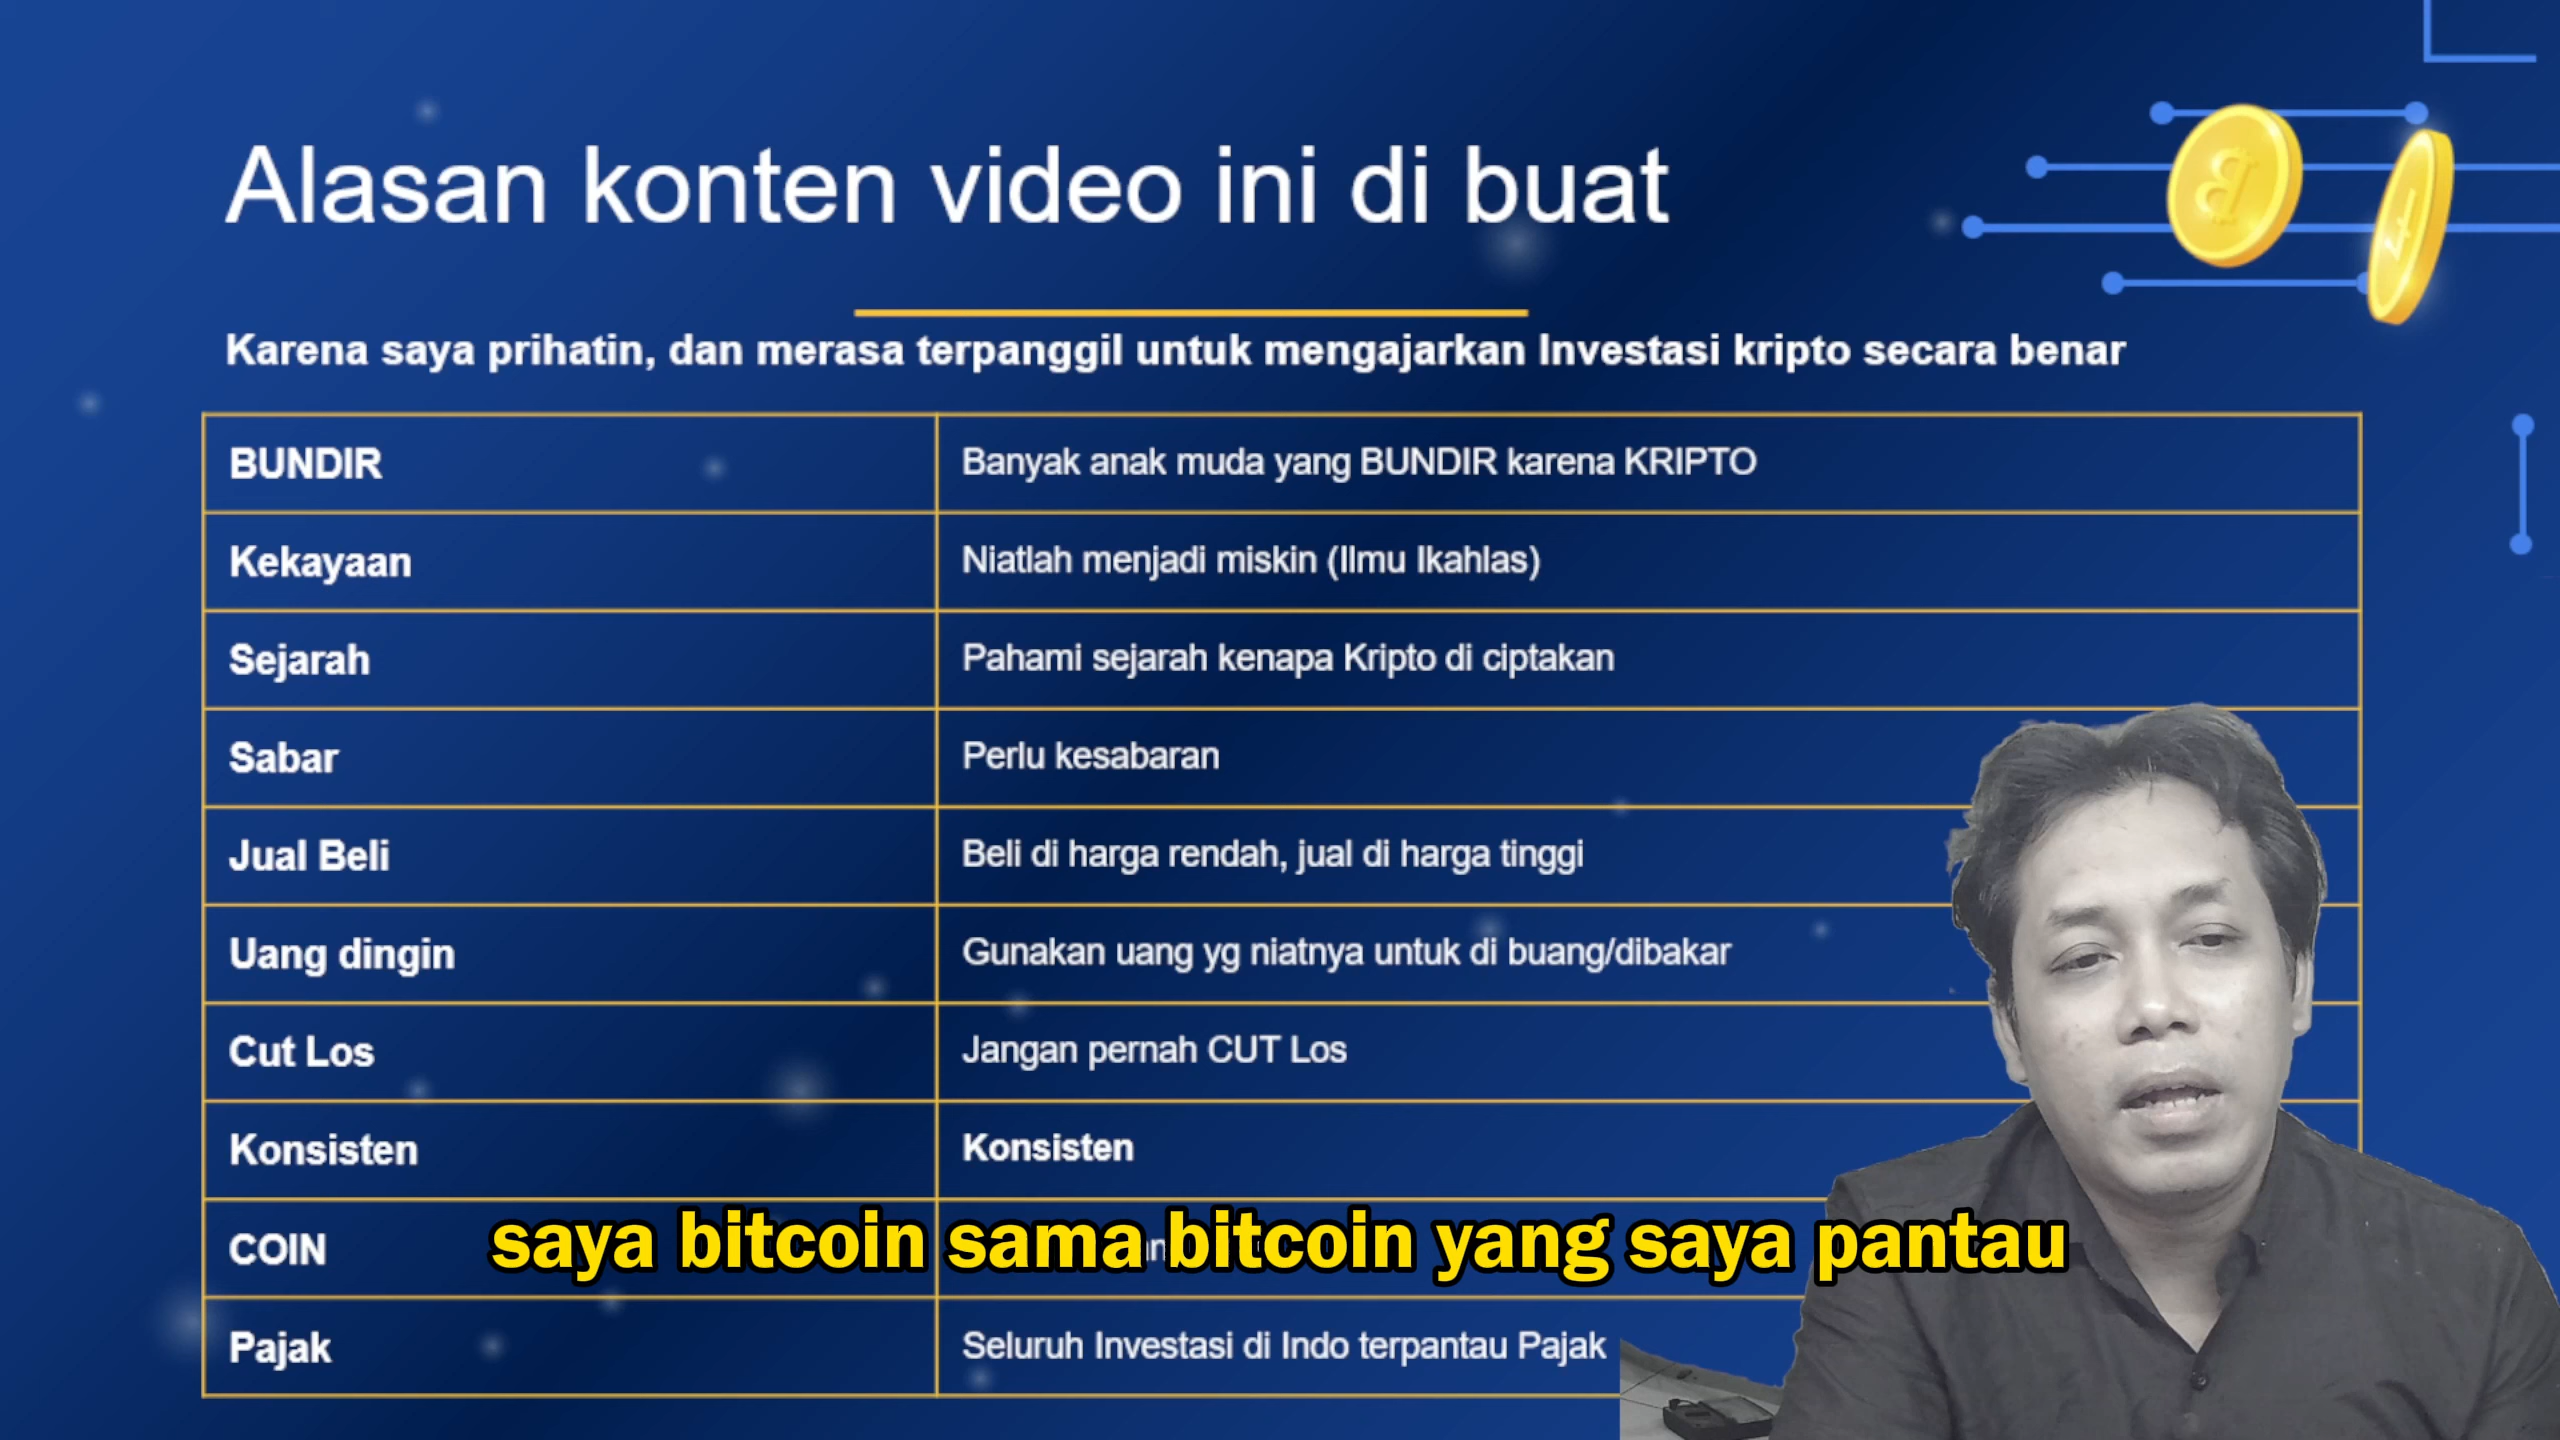 Alasan konten video ini di buat
Karena saya prihatin, dan merasa terpanggil untuk mengajarkan Investasi kripto secara benar
BUNDIR Banyak anak muda yang BUNDIR karena KRIPTO
Kekayaan Niatlah menjadi miskin (Ilmu Ikahlas)
Sejarah Pahami sejarah kenapa Kripto di ciptakan
Sabar Perlu kesabaran
Jual Beli Beli di harga rendah, jual di harga tinggi
Uang dingin Gunakan uang yg niatnya untuk di buang/dibakar
Cut Los Jangan pernah CUT Los
Konsisten Konsisten
COIN
saya bitcoin sama bitcoin yang saya pantau
Pajak Seluruh Investasi di Indo terpantau Pajak